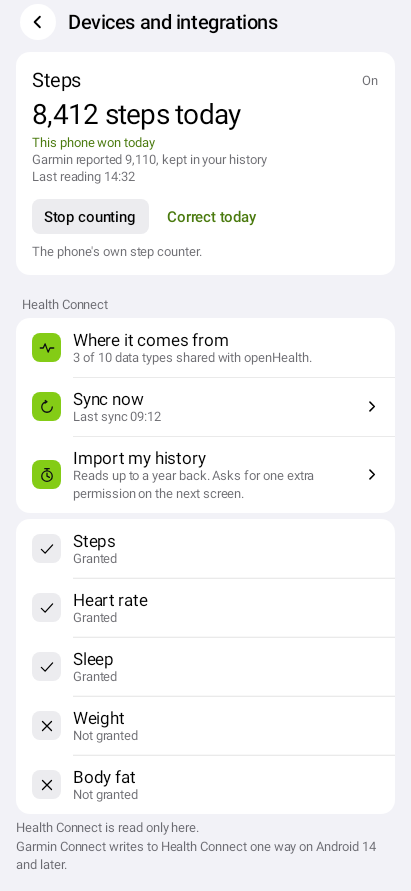 Devices and integrations
Steps
On
8,412 steps today
This phone won today
Garmin reported 9,110, kept in your history
Last reading 14:32
Stop counting
Correct today
The phone's own step counter.
Health Connect
Where it comes from
3 of 10 data types shared with openHealth.
Sync now
Last sync 09:12
Import my history
Reads up to a year back. Asks for one extra
permission on the next screen.
Steps
Granted
Heart rate
Granted
Sleep
Granted
Weight
Not granted
Body fat
Not granted
Health Connect is read only here.
Garmin Connect writes to Health Connect one way on Android 14
and later.